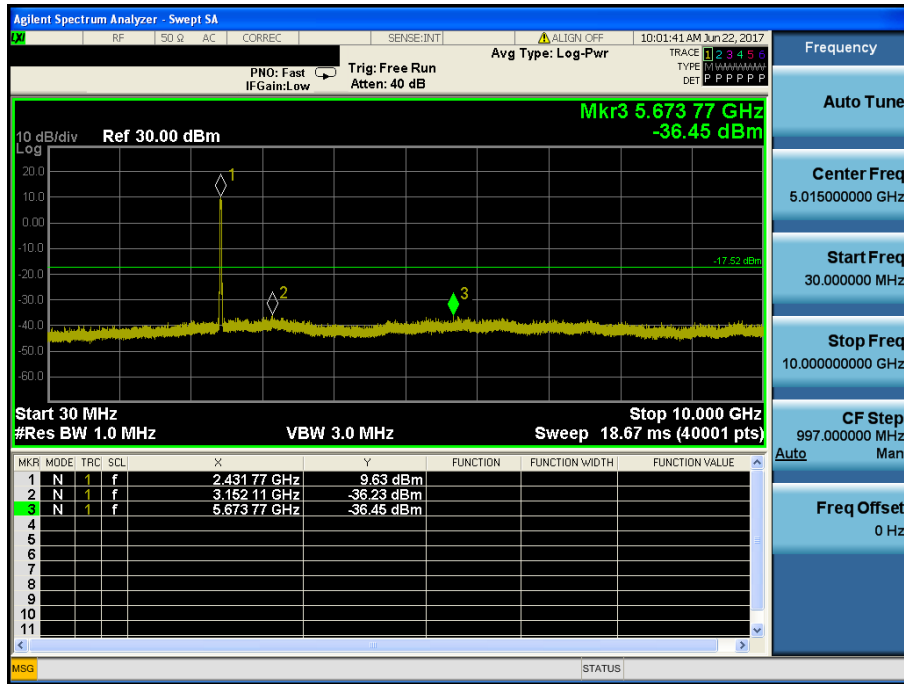 Agilent Spectrum Analyzer - Swept SA
LXI RF 50 Ω AC CORREC SENSE:INT ALIGN OFF 10:01:41 AM Jun 22, 2017
Avg Type: Log-Pwr
TRACE 1 2 3 4 5 6
TYPE M WWWWW
DET P P P P P P
PNO: Fast
IFGain:Low
Trig: Free Run
Atten: 40 dB
Mkr3 5.673 77 GHz
-36.45 dBm
10 dB/div Ref 30.00 dBm
Log
20.0
10.0
0.00
-10.0
-20.0
-30.0
-40.0
-50.0
-60.0
1
2
3
-17.52 dBm
Start 30 MHz Stop 10.000 GHz
#Res BW 1.0 MHz VBW 3.0 MHz Sweep 18.67 ms (40001 pts)
MKR MODE TRC SCL X Y FUNCTION FUNCTION WIDTH FUNCTION VALUE
1 N 1 f 2.431 77 GHz 9.63 dBm
2 N 1 f 3.152 11 GHz -36.23 dBm
3 N 1 f 5.673 77 GHz -36.45 dBm
4
5
6
7
8
9
10
11
MSG STATUS
Frequency
Auto Tune
Center Freq
5.015000000 GHz
Start Freq
30.000000 MHz
Stop Freq
10.000000000 GHz
CF Step
997.000000 MHz
Auto Man
Freq Offset
0 Hz